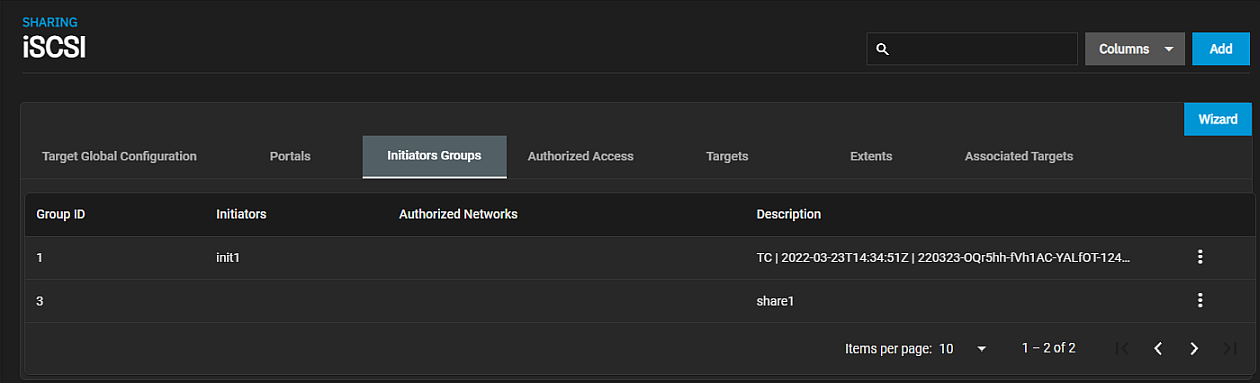 SHARING
iSCSI
Columns
Add
Wizard
Target Global Configuration
Portals
Initiators Groups
Authorized Access
Targets
Extents
Associated Targets
Group ID
Initiators
Authorized Networks
Description
1
init1
TC | 2022-03-23T14:34:51Z | 220323-OQr5hh-fVh1AC-YALfOT-124...
3
share1
Items per page: 10
1 – 2 of 2